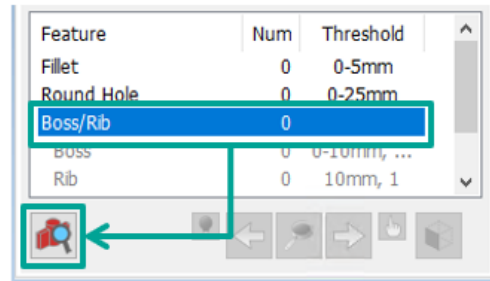 Feature Num Threshold
Fillet 0 0-5mm
Round Hole 0 0-25mm
Boss/Rib 0
Boss 0 0-10mm, ...
Rib 0 10mm, 1